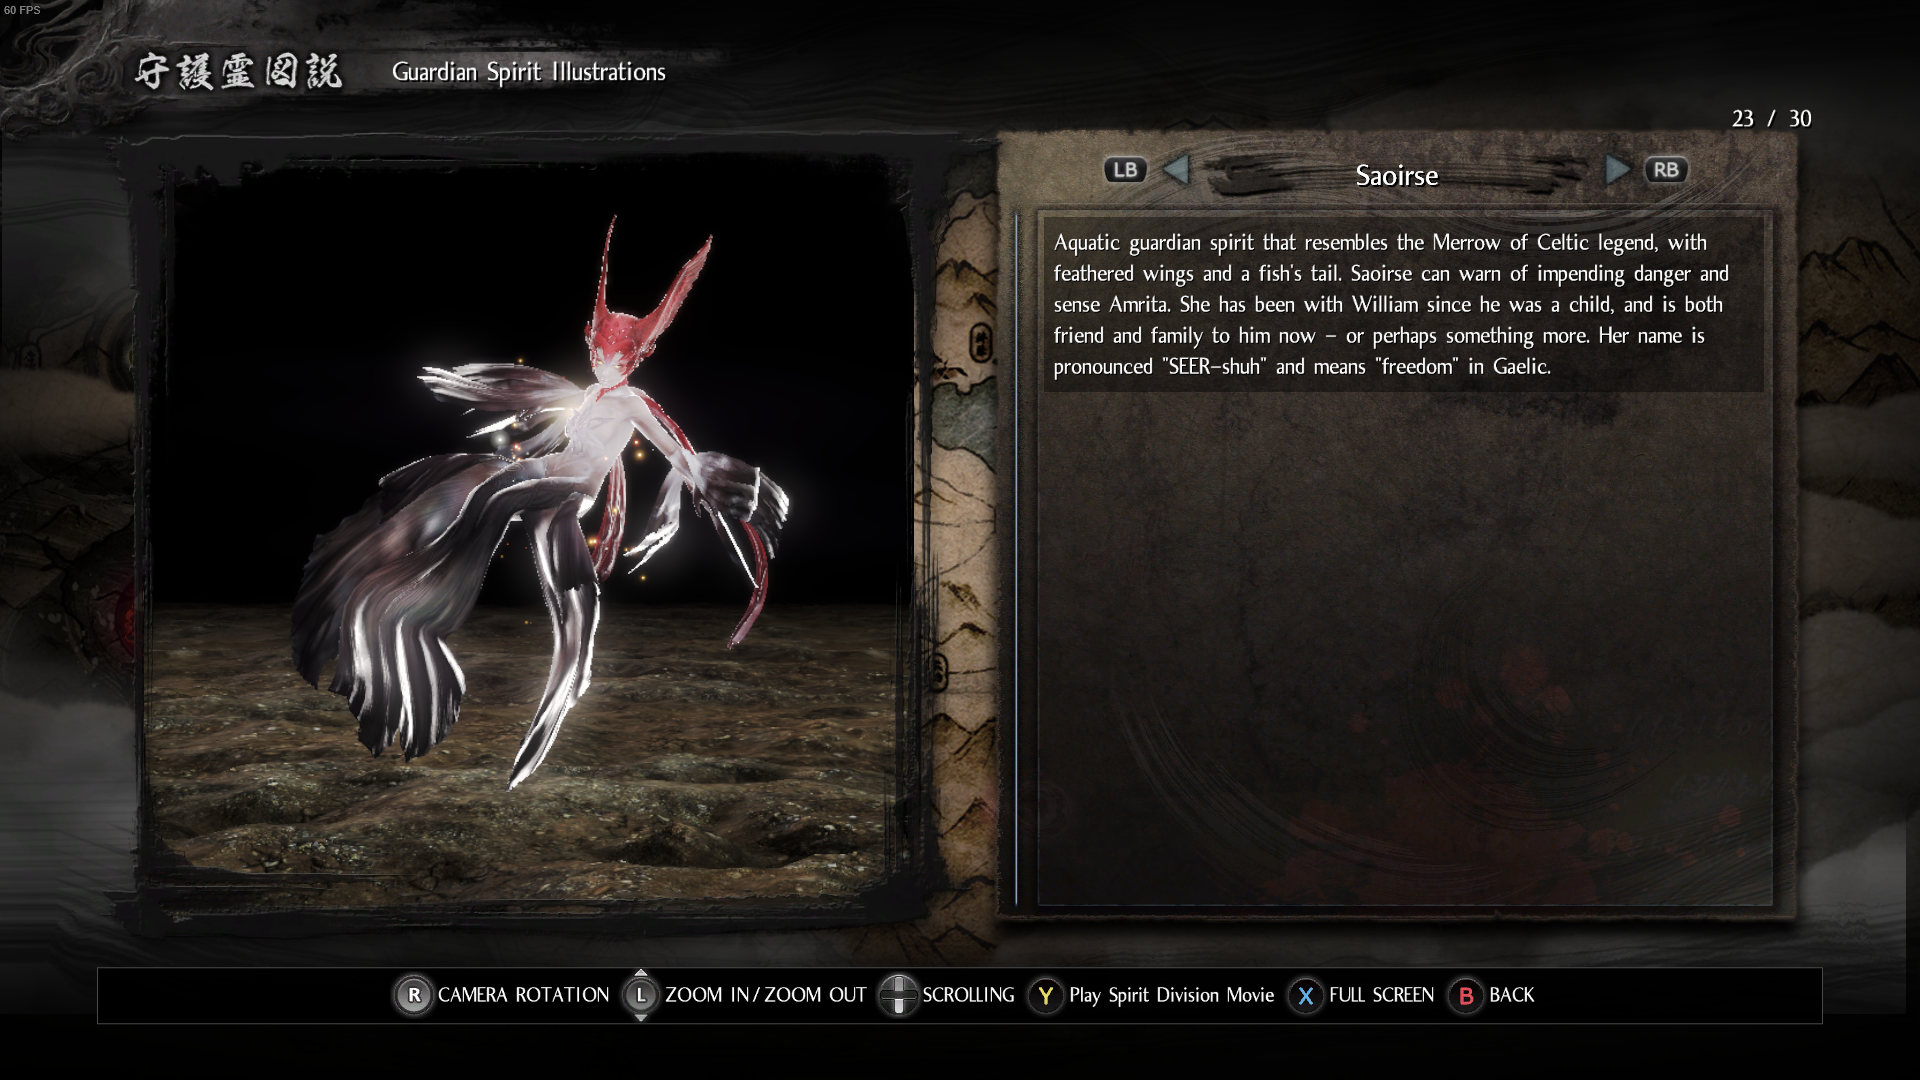 60 FPS
守護霊図説 Guardian Spirit Illustrations
23 / 30
LB Saoirse RB
Aquatic guardian spirit that resembles the Merrow of Celtic legend, with
feathered wings and a fish's tail. Saoirse can warn of impending danger and
sense Amrita. She has been with William since he was a child, and is both
friend and family to him now – or perhaps something more. Her name is
pronounced "SEER-shuh" and means "freedom" in Gaelic.
R CAMERA ROTATION L ZOOM IN / ZOOM OUT SCROLLING Y Play Spirit Division Movie X FULL SCREEN B BACK